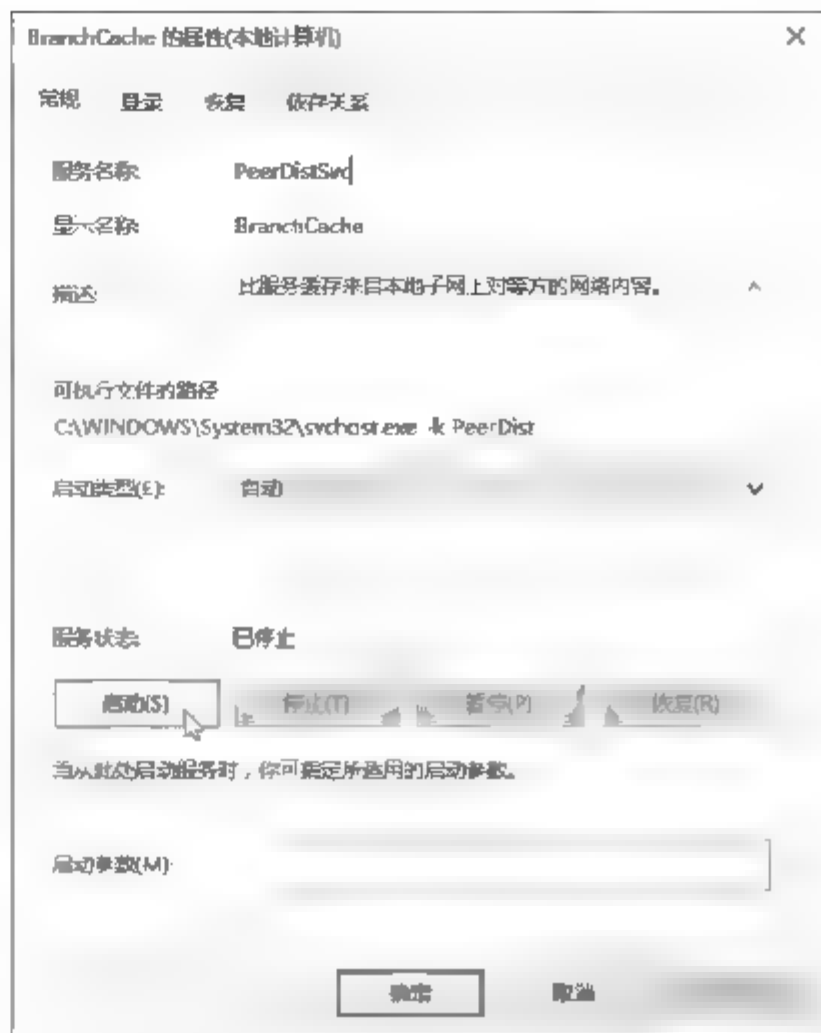 BranchCache 的属性(本地计算机)
常规 登录 恢复 依存关系
服务名称: PeerDistSvc
显示名称: BranchCache
描述: 此服务缓存来自本地子网上对等方的网络内容。
可执行文件的路径
C:\WINDOWS\System32\svchost.exe -k PeerDist
启动类型(E): 自动
服务状态: 已停止
启动(S) 停止(T) 暂停(P) 恢复(R)
当从此处启动服务时，你可指定所适用的启动参数。
启动参数(M):
确定 取消